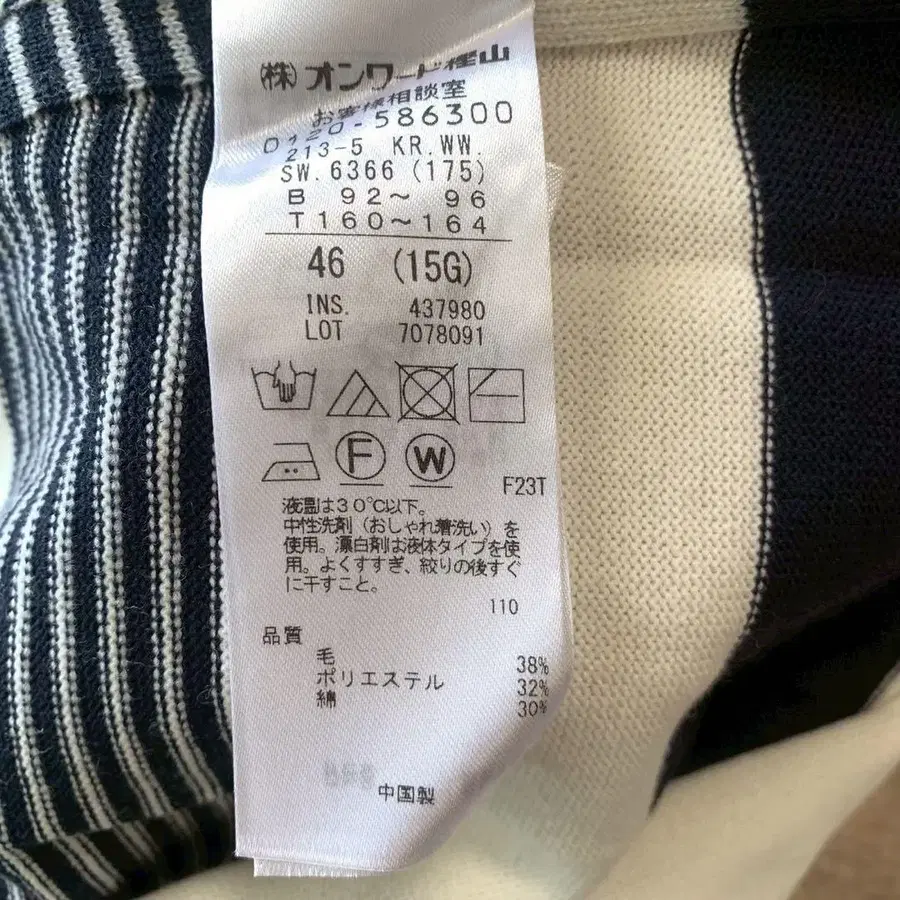 (株)オンワード樫山
お客様相談室
0120-586300
213-5 KR.WW.
SW.6366 (175)
B 92〜 96
T160〜164
46 (15G)
INS. 437980
LOT 7078091
F
W
F23T
液温は30℃以下。
中性洗剤（おしゃれ着洗い）を
使用。漂白剤は液体タイプを使
用。よくすすぎ、絞りの後すぐ
に干すこと。
110
品質
毛 38%
ポリエステル 32%
綿 30%
中国製